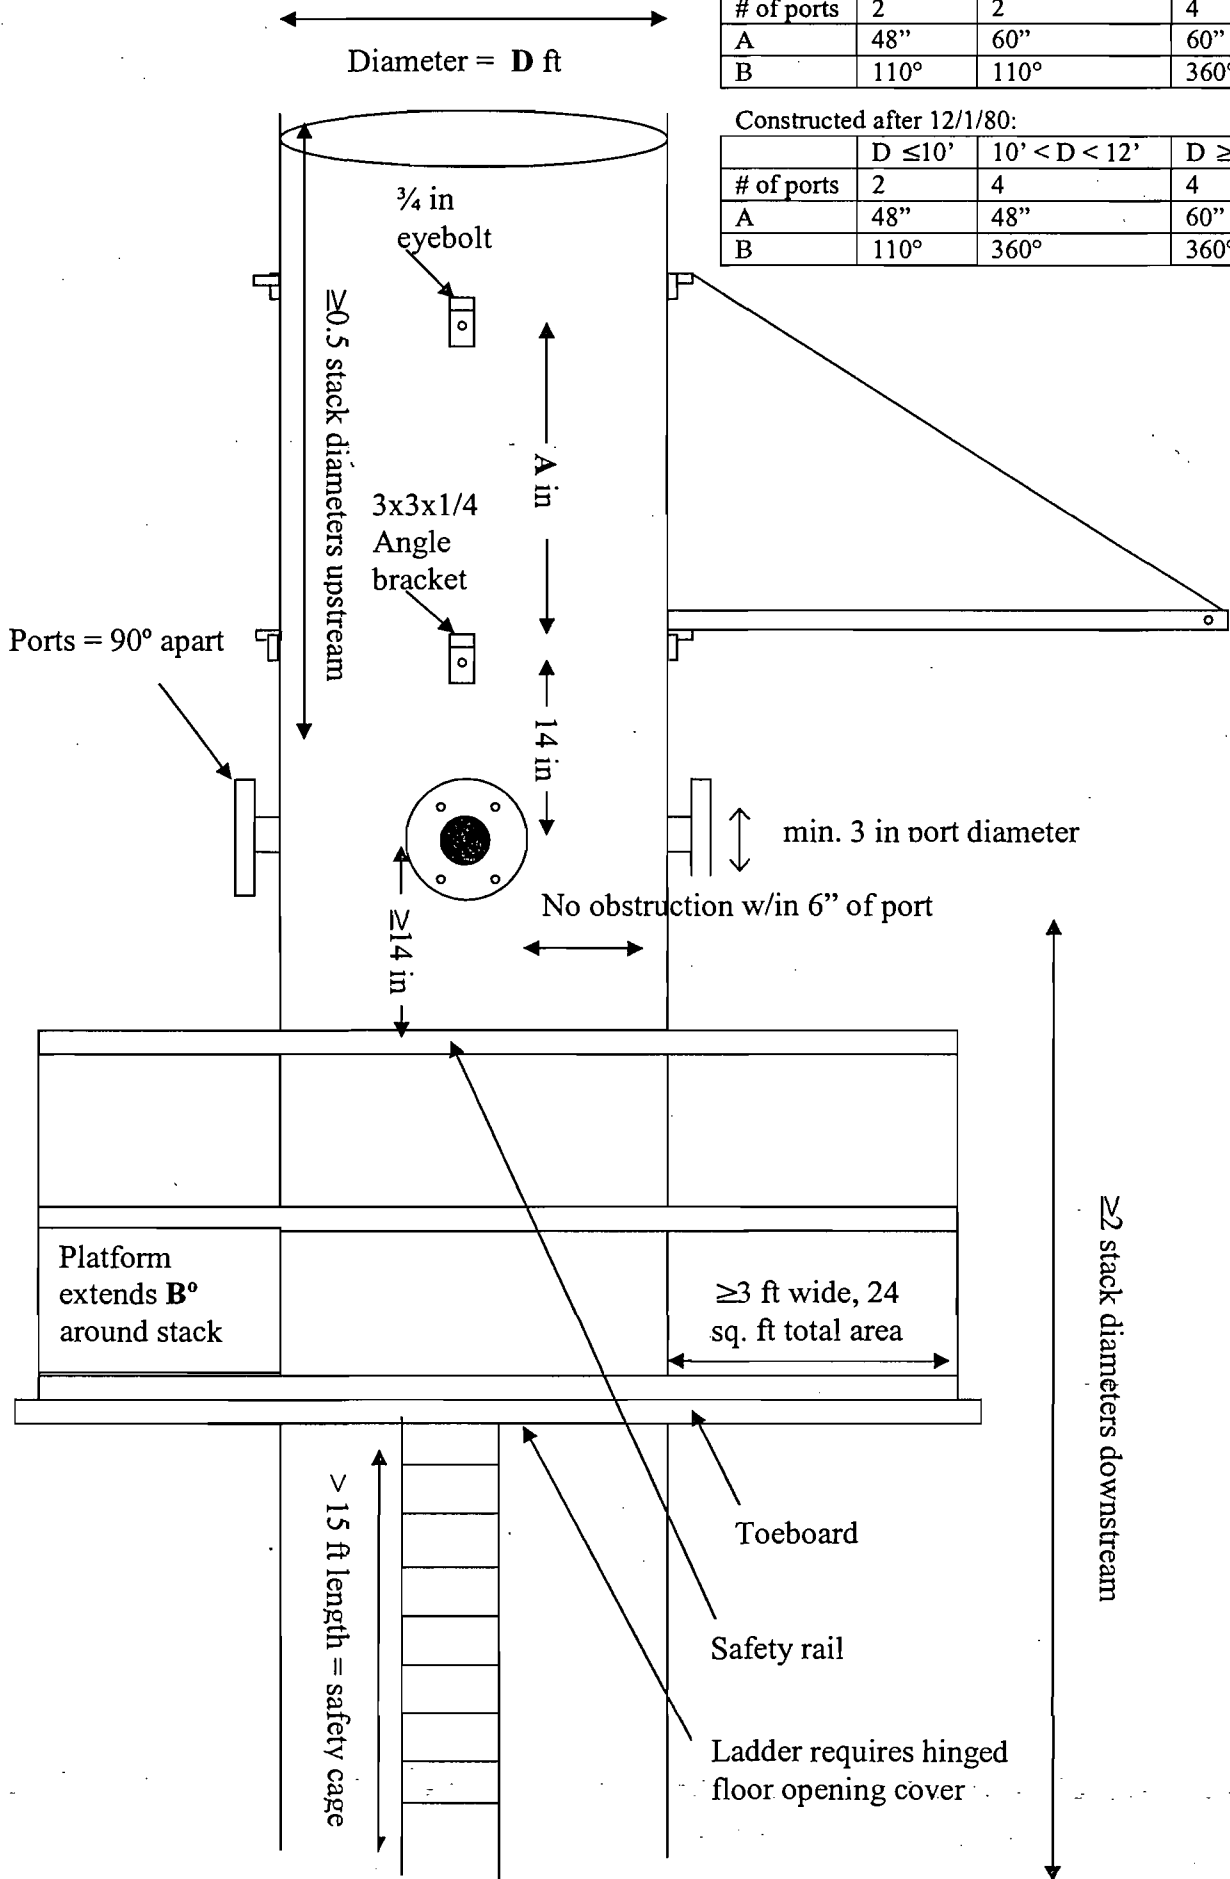 # of ports 2 2 4
Diameter = D ft
A 48” 60” 60”
B 110° 110° 360°
Constructed after 12/1/80:
D ≤10’ 10’ < D < 12’ D ≥
# of ports 2 4 4
A 48” 48” 60”
B 110° 360° 360°
¾ in
eyebolt
≥0.5 stack diameters upstream
A in
3x3x1/4
Angle
bracket
Ports = 90° apart
14 in
min. 3 in port diameter
No obstruction w/in 6” of port
≥14 in
Platform
extends B°
around stack
≥3 ft wide, 24
sq. ft total area
≥2 stack diameters downstream
> 15 ft length = safety cage
Toeboard
Safety rail
Ladder requires hinged
floor opening cover